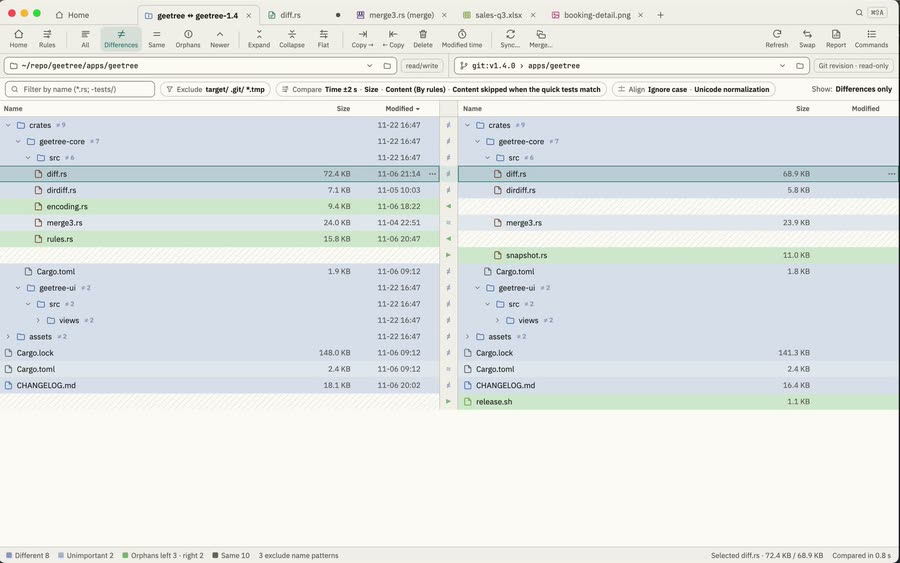 Home
geetree ⇔ geetree-1.4 ×
diff.rs ●
merge3.rs (merge) ×
sales-q3.xlsx ×
booking-detail.png ×
+
⌘⇧A
Home Rules All Differences Same Orphans Newer Expand Collapse Flat Copy → ← Copy Delete Modified time Sync... Merge... Refresh Swap Report Commands
~/repo/geetree/apps/geetree read/write git:v1.4.0 › apps/geetree Git revision · read-only
Filter by name (*.rs; -tests/) Exclude target/ .git/ *.tmp Compare Time ±2 s · Size · Content (By rules) · Content skipped when the quick tests match Align Ignore case · Unicode normalization Show: Differences only
Name Size Modified Name Size Modified
crates ≠ 9 11-22 16:47 ≠ crates ≠ 9
geetree-core ≠ 7 11-22 16:47 ≠ geetree-core ≠ 7
src ≠ 6 11-22 16:47 ≠ src ≠ 6
diff.rs 72.4 KB 11-06 21:14 ··· ≠ diff.rs 68.9 KB ···
dirdiff.rs 7.1 KB 11-05 10:03 ≠ dirdiff.rs 5.8 KB
encoding.rs 9.4 KB 11-06 18:22
merge3.rs 24.0 KB 11-04 22:51 ≈ merge3.rs 23.9 KB
rules.rs 15.8 KB 11-06 20:47
snapshot.rs 11.0 KB
Cargo.toml 1.9 KB 11-06 09:12 ≠ Cargo.toml 1.8 KB
geetree-ui ≠ 2 11-22 16:47 ≠ geetree-ui ≠ 2
src ≠ 2 11-22 16:47 ≠ src ≠ 2
views ≠ 2 11-22 16:47 ≠ views ≠ 2
assets ≠ 2 11-22 16:47 ≠ assets ≠ 2
Cargo.lock 148.0 KB 11-06 09:12 ≠ Cargo.lock 141.3 KB
Cargo.toml 2.4 KB 11-06 09:12 ≈ Cargo.toml 2.4 KB
CHANGELOG.md 18.1 KB 11-06 20:02 ≠ CHANGELOG.md 16.4 KB
release.sh 1.1 KB
Different 8 Unimportant 2 Orphans left 3 · right 2 Same 10 3 exclude name patterns Selected diff.rs · 72.4 KB / 68.9 KB Compared in 0.8 s